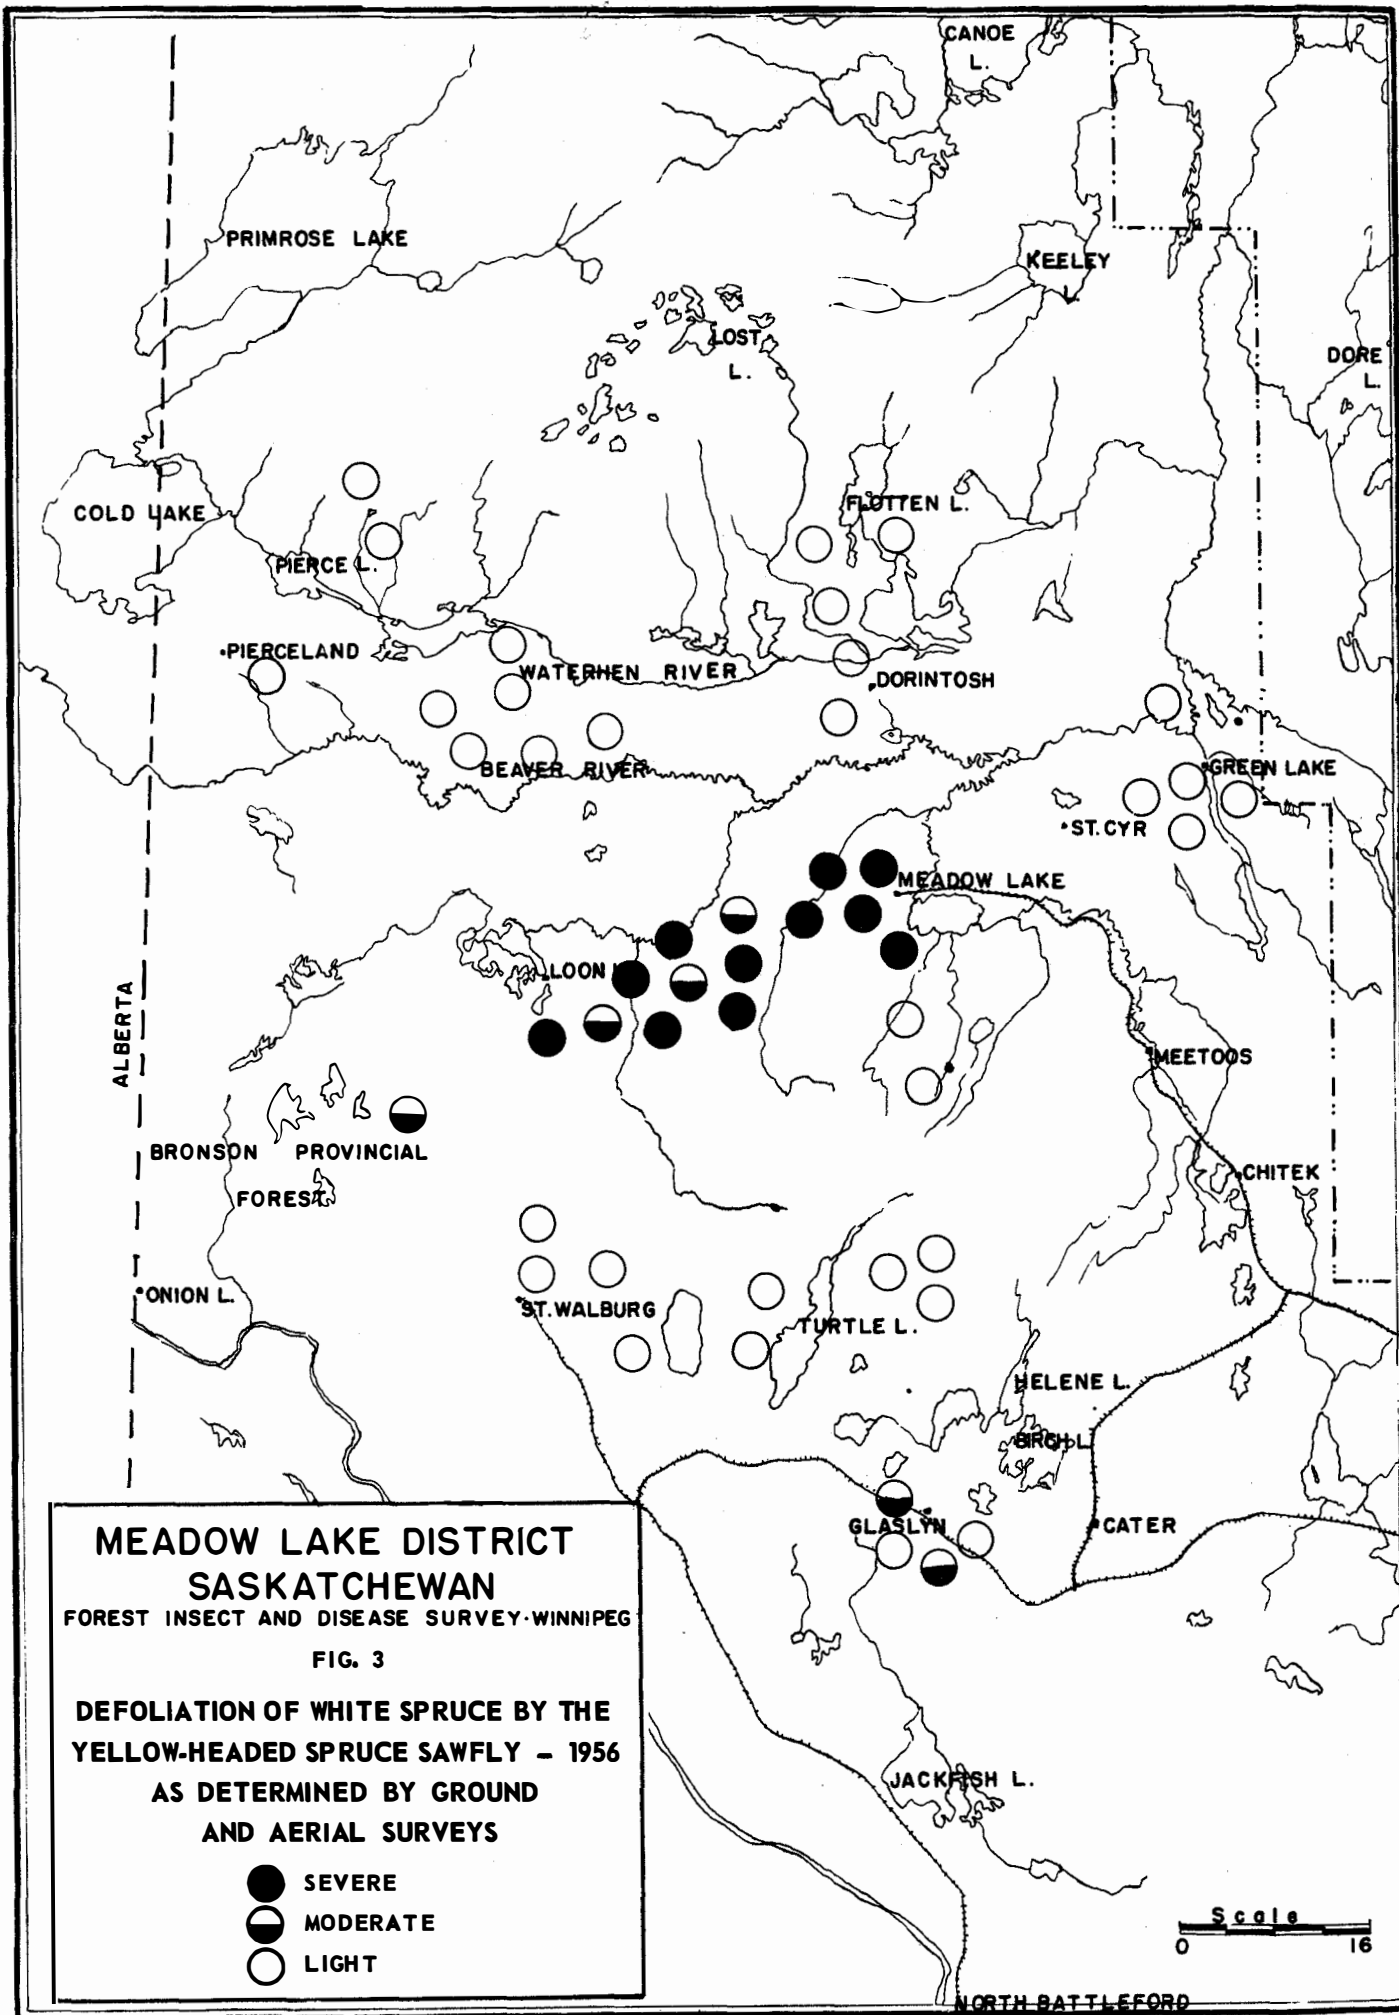 CANOE
L.
PRIMROSE LAKE
KEELEY
L.
LOST
L.
DORE
L.
COLD LAKE
FLOTTEN L.
PIERCE L.
PIERCELAND
WATERHEN RIVER
DORINTOSH
BEAVER RIVER
GREEN LAKE
ST. CYR
MEADOW LAKE
LOON
ALBERTA
MEETOOS
BRONSON PROVINCIAL
FOREST
CHITEK
ONION L.
ST. WALBURG
TURTLE L.
HELENE L.
BIRCH L.
GLASLYN
CATER
JACKFISH L.
NORTH BATTLEFORD
MEADOW LAKE DISTRICT
SASKATCHEWAN
FOREST INSECT AND DISEASE SURVEY·WINNIPEG
FIG. 3
DEFOLIATION OF WHITE SPRUCE BY THE
YELLOW-HEADED SPRUCE SAWFLY – 1956
AS DETERMINED BY GROUND
AND AERIAL SURVEYS
SEVERE
MODERATE
LIGHT
Scale
0 16